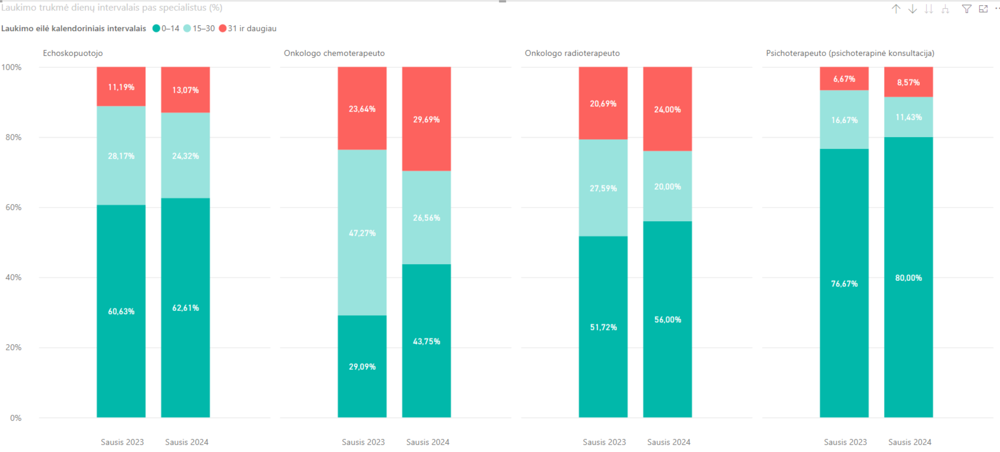 Laukimo trukmė dienų intervalais pas specialistus (%)
Laukimo eilė kalendoriniais intervalais 0–14 15–30 31 ir daugiau
Echoskopuotojo
Onkologo chemoterapeuto
Onkologo radioterapeuto
Psichoterapeuto (psichoterapinė konsultacija)
100%
80%
60%
40%
20%
0%
11,19%
28,17%
60,63%
13,07%
24,32%
62,61%
23,64%
47,27%
29,09%
29,69%
26,56%
43,75%
20,69%
27,59%
51,72%
24,00%
20,00%
56,00%
6,67%
16,67%
76,67%
8,57%
11,43%
80,00%
Sausis 2023
Sausis 2024
Sausis 2023
Sausis 2024
Sausis 2023
Sausis 2024
Sausis 2023
Sausis 2024